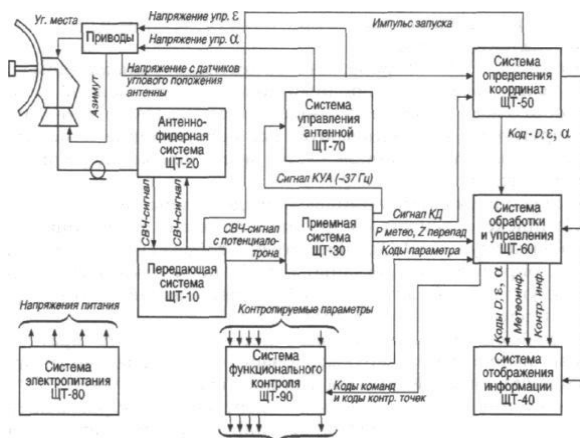 Напряжение упр. ε
Импульс запуска
Уг. места
Приводы
Напряжение упр. α
Напряжение с датчиков
углового положения
антенны
Азимут
Система
определения
координат
ЩТ-50
Система
управления
антенной
ЩТ-70
Антенно-
фидерная
система
ЩТ-20
Код - D, ε, α
Сигнал КУА (~37 Гц)
СВЧ-сигнал
СВЧ-сигнал
СВЧ-сигнал
с потенциало-
трона
Приемная
система
ЩТ-30
Сигнал КД
P метео, Z перепад
Коды параметра
Система
обработки
и управления
ЩТ-60
Передающая
система
ЩТ-10
Напряжения питания
Контролируемые параметры
Коды D, ε, α
Метеоинф.
Контр. инф.
Система
электропитания
ЩТ-80
Система
функционального
контроля
ЩТ-90
Коды команд
и коды контр. точек
Система
отображения
информации
ЩТ-40